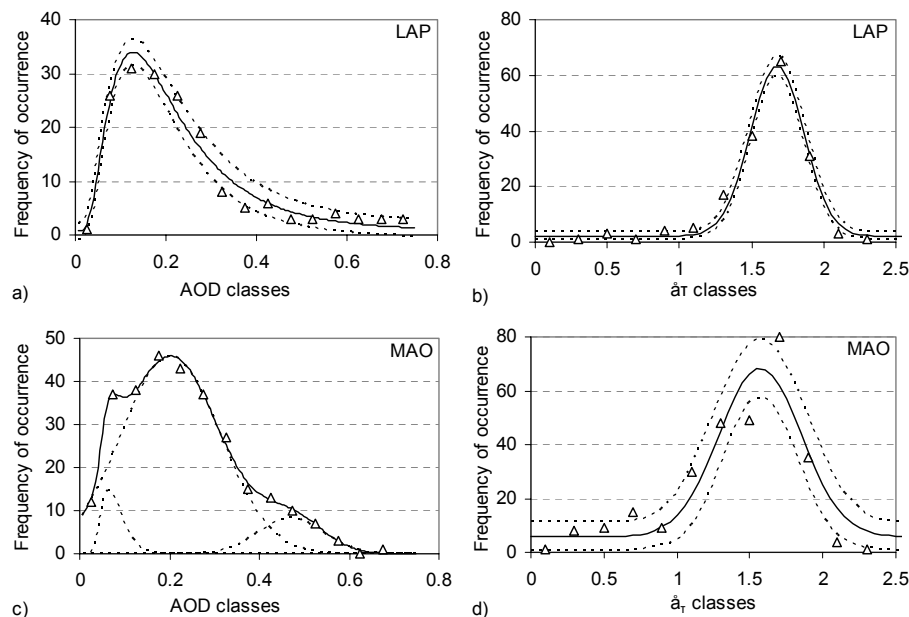 LAP
Frequency of occurrence
40
30
20
10
0
0 0.2 0.4 0.6 0.8
AOD classes
a)
LAP
Frequency of occurrence
80
60
40
20
0
0 0.5 1 1.5 2 2.5
åт classes
b)
MAO
Frequency of occurrence
50
40
30
20
10
0
0 0.2 0.4 0.6 0.8
AOD classes
c)
MAO
Frequency of occurrence
80
60
40
20
0
0 0.5 1 1.5 2 2.5
åт classes
d)